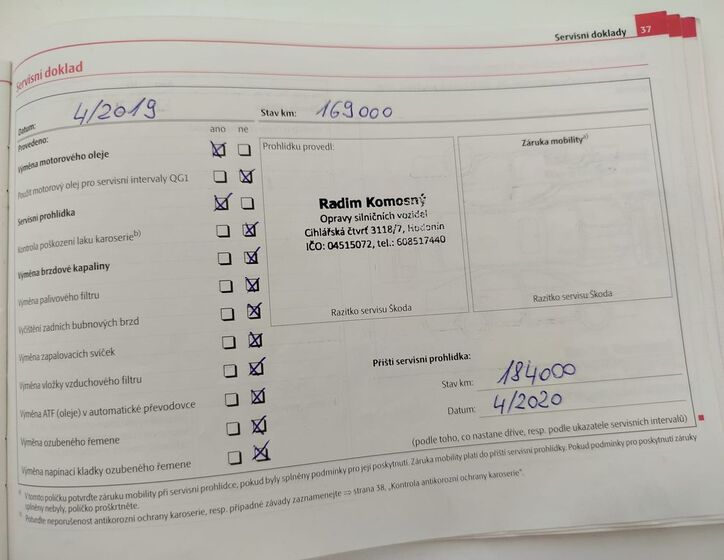 Servisní doklady 37
Servisní doklad
Datum: 4/2019 Stav km: 169000
Provedeno: ano ne
Výměna motorového oleje
Použit motorový olej pro servisní intervaly QG1
Servisní prohlídka
Kontrola poškození laku karoserie b)
Výměna brzdové kapaliny
Výměna palivového filtru
Vyčištění zadních bubnových brzd
Výměna zapalovacích svíček
Výměna vložky vzduchového filtru
Výměna ATF (oleje) v automatické převodovce
Výměna ozubeného řemene
Výměna napínací kladky ozubeného řemene
Prohlídku provedl:
Radim Komosný
Opravy silničních vozidel
Cihlářská čtvrť 3118/7, Hodonín
IČO: 04515072, tel.: 608517440
Razítko servisu Škoda
Záruka mobility a)
Razítko servisu Škoda
Příští servisní prohlídka:
Stav km: 184000
Datum: 4/2020
(podle toho, co nastane dříve, resp. podle ukazatele servisních intervalů)
a) V tomto políčku potvrďte záruku mobility při servisní prohlídce, pokud byly splněny podmínky pro její poskytnutí. Záruka mobility platí do příští servisní prohlídky. Pokud podmínky pro poskytnutí záruky
splněny nebyly, políčko proškrtněte.
b) Potvrďte neporušenost antikorozní ochrany karoserie, resp. případné závady zaznamenejte ⇒ strana 38, „Kontrola antikorozní ochrany karoserie".